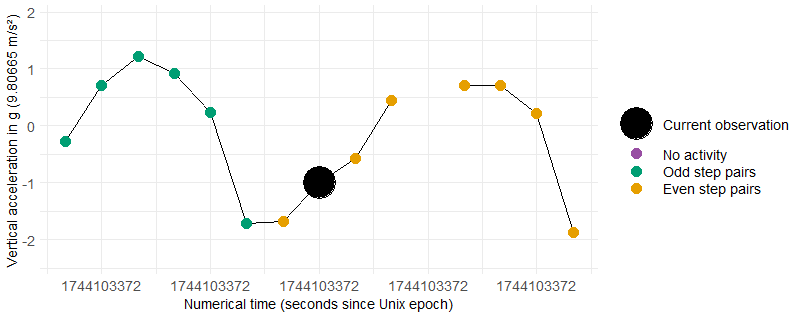 Vertical acceleration in g (9.80665 m/s²)
2
1
0
-1
-2
1744103372 1744103372 1744103372 1744103372 1744103372
Numerical time (seconds since Unix epoch)
Current observation
No activity
Odd step pairs
Even step pairs